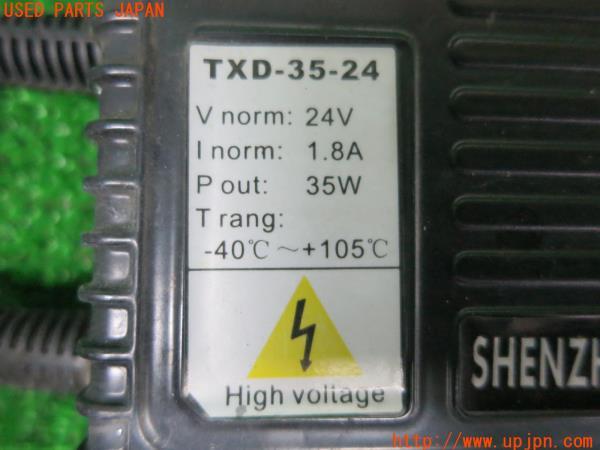 USED PARTS JAPAN
TXD-35-24
V norm: 24V
I norm: 1.8A
P out: 35W
T rang:
-40℃ ~ +105℃
High voltage
SHENZH
http://www.upjpn.com/